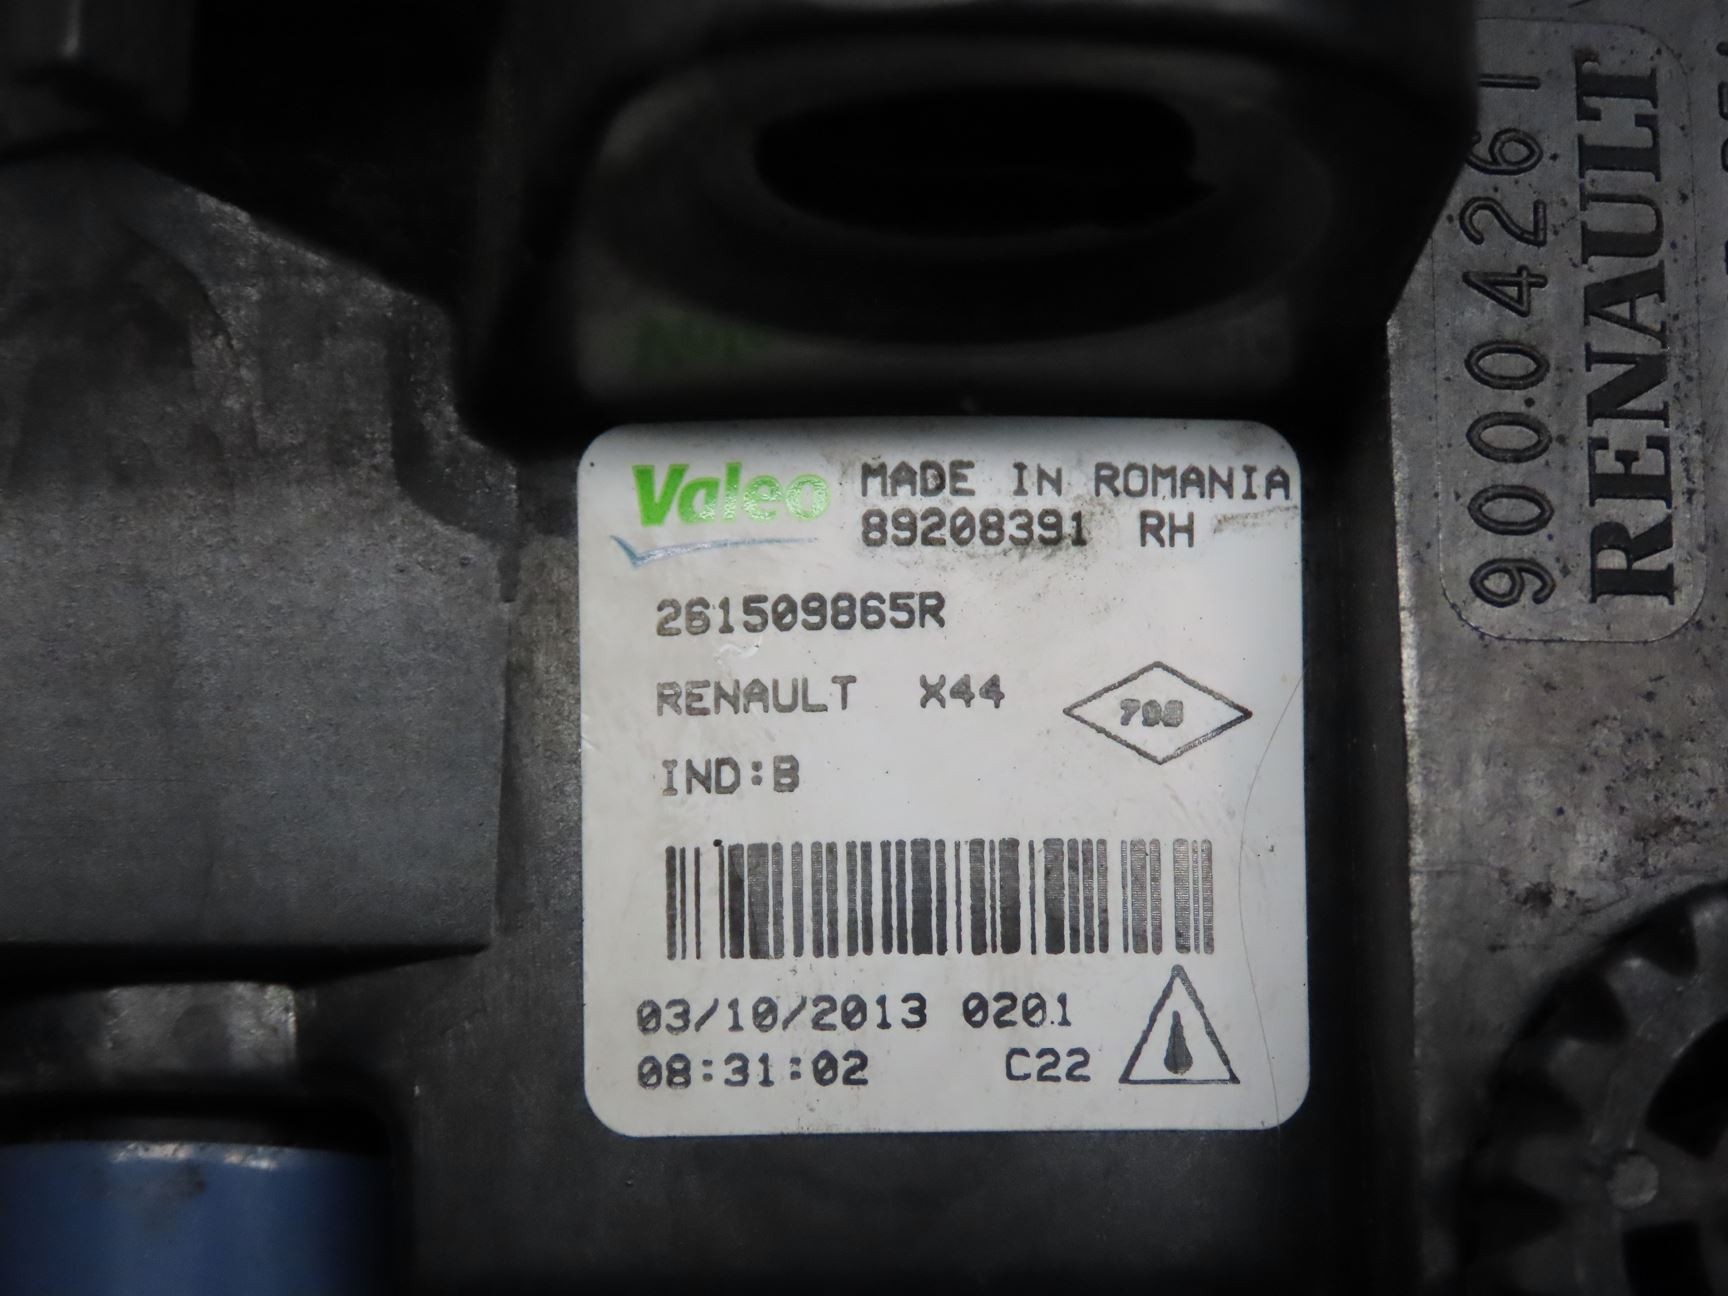 Valeo MADE IN ROMANIA
89208391 RH
261509865R
RENAULT X44
IND:B
03/10/2013 0201
08:31:02 C22
90004261
RENAULT